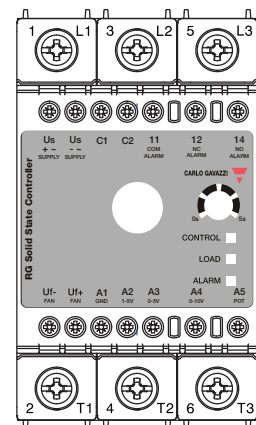 1 L1 3 L2 5 L3
Us Us C1 C2 11 12 14
+ ~ - ~ COM NC NO
SUPPLY SUPPLY ALARM ALARM ALARM
CARLO GAVAZZI
0s 5s
RG Solid State Controller
CONTROL
LOAD
ALARM
Uf- Uf+ A1 A2 A3 A4 A5
FAN FAN GND 1-5V 0-5V 0-10V POT
2 T1 4 T2 6 T3